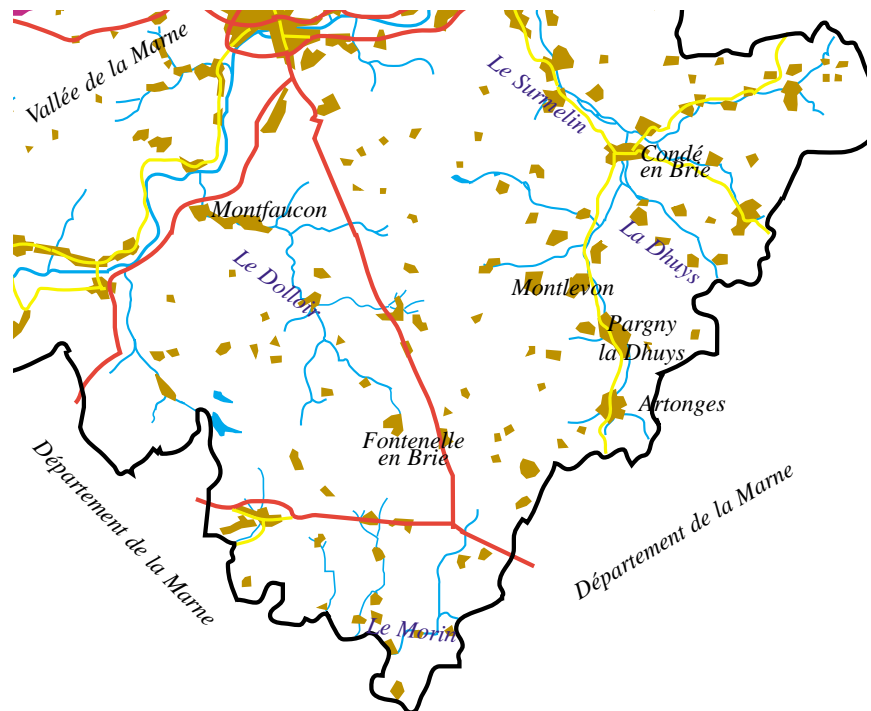 Vallée de la Marne
Le Surmelin
Condé
en Brie
Montfaucon
La Dhuys
Le Dolloir
Montlevon
Pargny
la Dhuys
Artonges
Fontenelle
en Brie
Département de la Marne
Département de la Marne
Le Morin